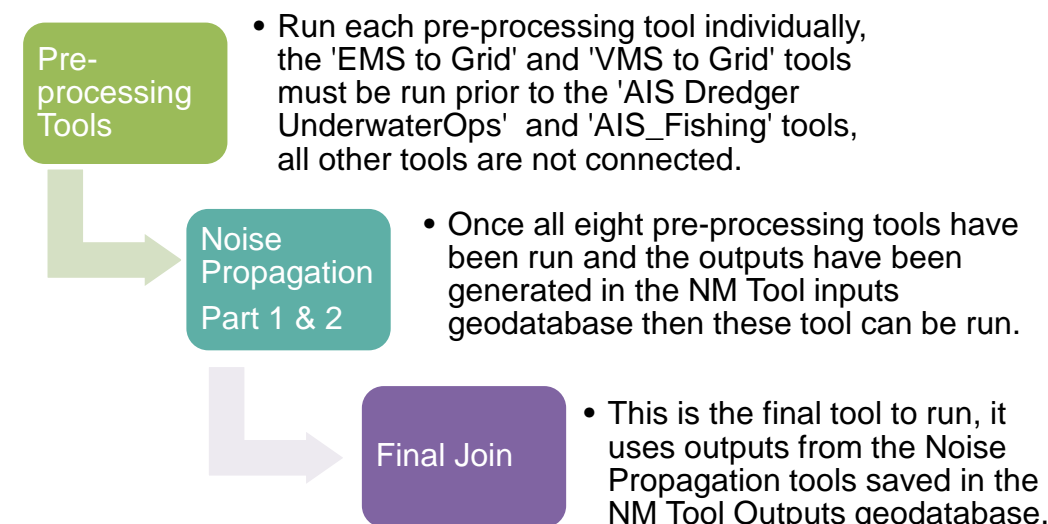 Pre-
processing
Tools
• Run each pre-processing tool individually,
the 'EMS to Grid' and 'VMS to Grid' tools
must be run prior to the 'AIS Dredger
UnderwaterOps'  and 'AIS_Fishing' tools,
all other tools are not connected.
Noise
Propagation
Part 1 & 2
• Once all eight pre-processing tools have
been run and the outputs have been
generated in the NM Tool inputs
geodatabase then these tool can be run.
Final Join
• This is the final tool to run, it
uses outputs from the Noise
Propagation tools saved in the
NM Tool Outputs geodatabase.